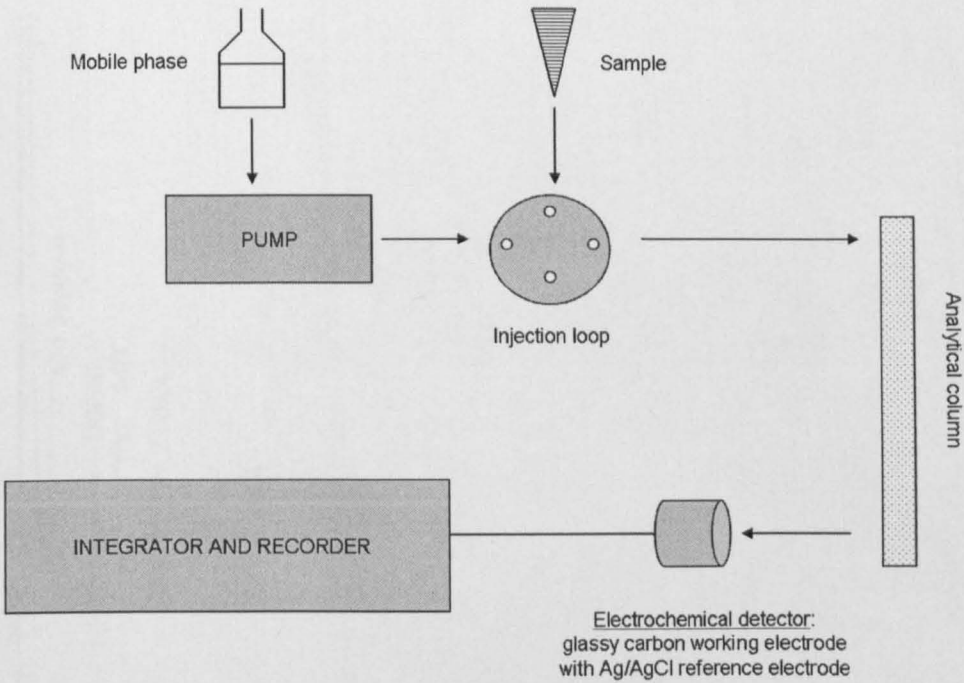 Mobile phase
Sample
PUMP
Injection loop
Analytical column
INTEGRATOR AND RECORDER
Electrochemical detector:
glassy carbon working electrode
with Ag/AgCl reference electrode